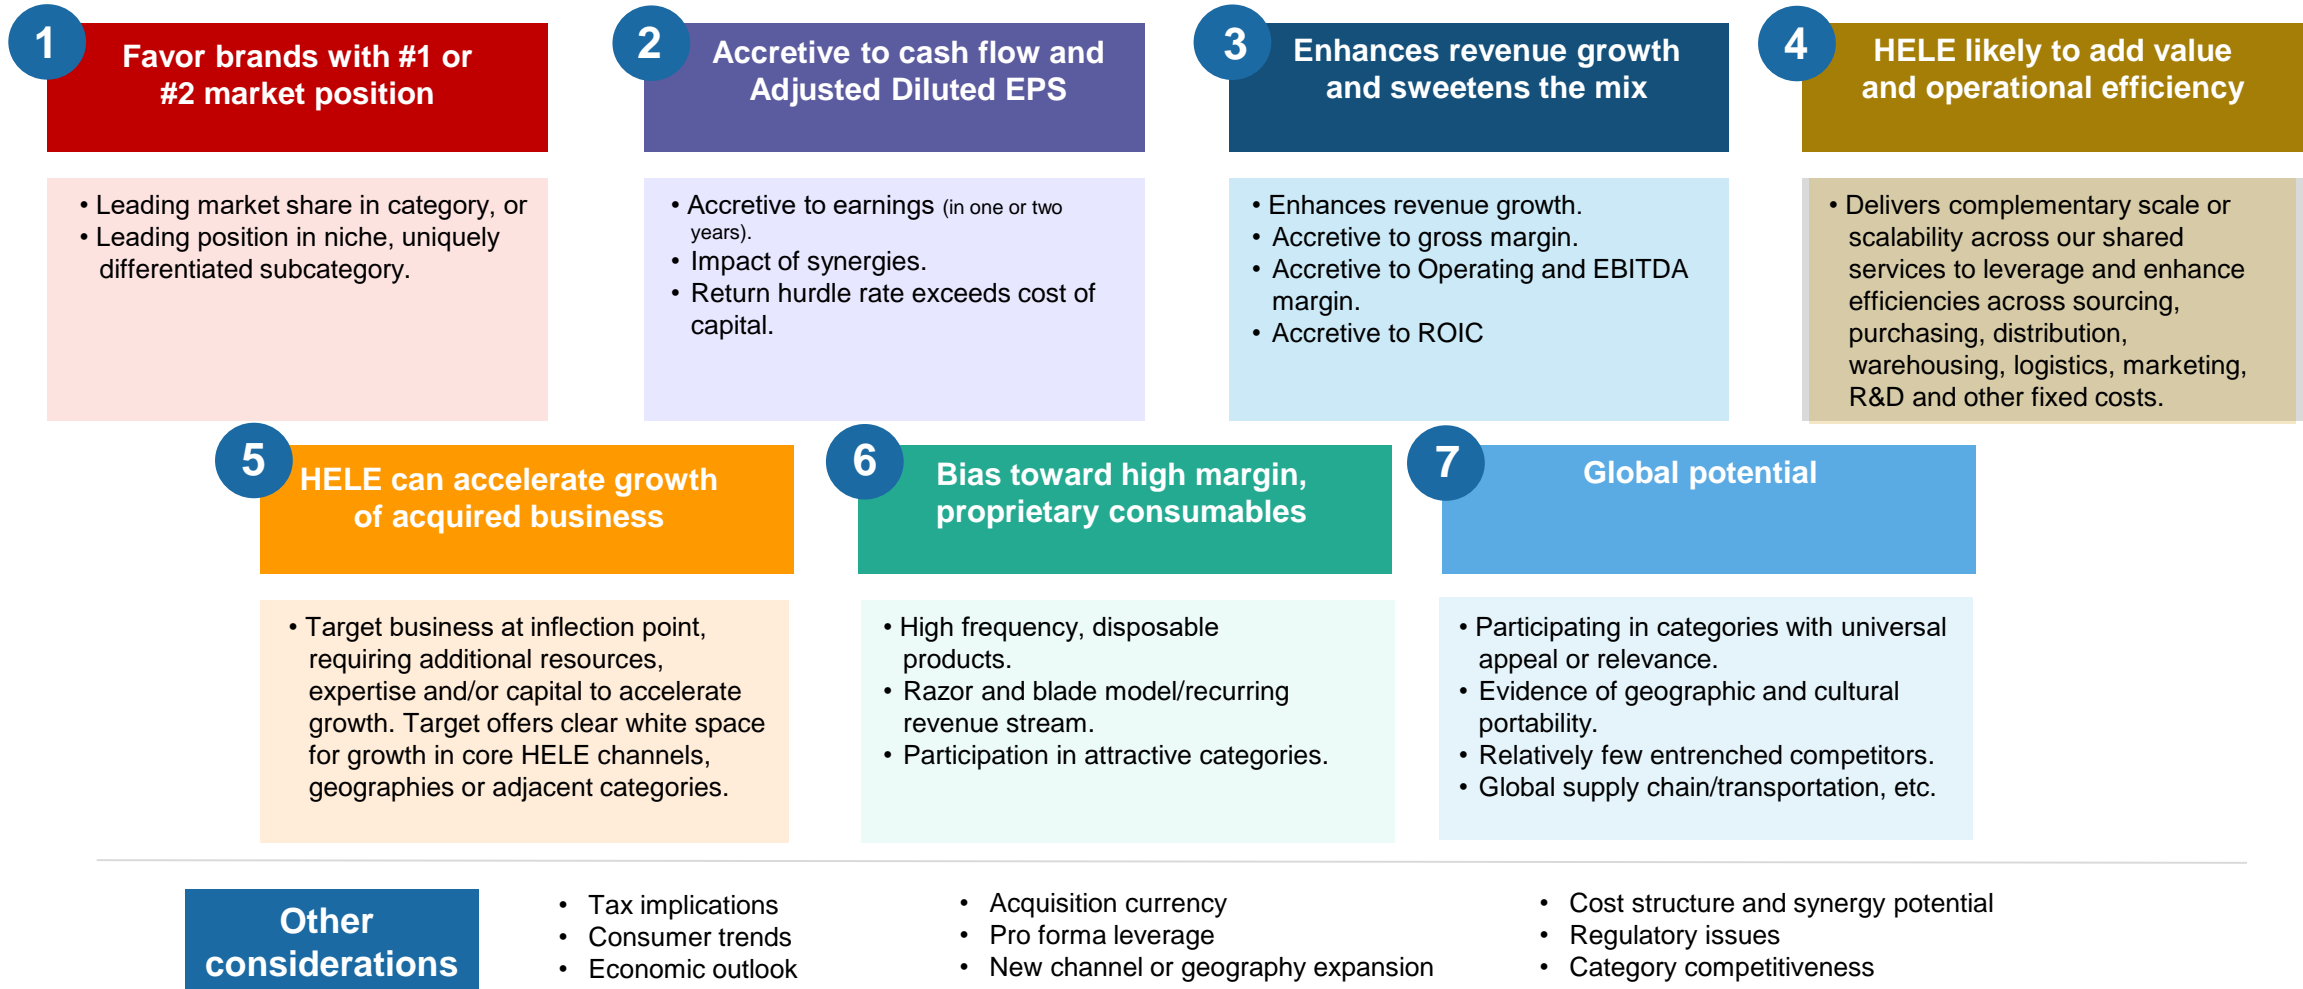 1
Favor brands with #1 or
#2 market position
• Leading market share in category, or
• Leading position in niche, uniquely
differentiated subcategory.
2
Accretive to cash flow and
Adjusted Diluted EPS
• Accretive to earnings (in one or two
years).
• Impact of synergies.
• Return hurdle rate exceeds cost of
capital.
3
Enhances revenue growth
and sweetens the mix
• Enhances revenue growth.
• Accretive to gross margin.
• Accretive to Operating and EBITDA
margin.
• Accretive to ROIC
4
HELE likely to add value
and operational efficiency
• Delivers complementary scale or
scalability across our shared
services to leverage and enhance
efficiencies across sourcing,
purchasing, distribution,
warehousing, logistics, marketing,
R&D and other fixed costs.
5
HELE can accelerate growth
of acquired business
• Target business at inflection point,
requiring additional resources,
expertise and/or capital to accelerate
growth. Target offers clear white space
for growth in core HELE channels,
geographies or adjacent categories.
6
Bias toward high margin,
proprietary consumables
• High frequency, disposable
products.
• Razor and blade model/recurring
revenue stream.
• Participation in attractive categories.
7
Global potential
• Participating in categories with universal
appeal or relevance.
• Evidence of geographic and cultural
portability.
• Relatively few entrenched competitors.
• Global supply chain/transportation, etc.
Other
considerations
• Tax implications
• Consumer trends
• Economic outlook
• Acquisition currency
• Pro forma leverage
• New channel or geography expansion
• Cost structure and synergy potential
• Regulatory issues
• Category competitiveness